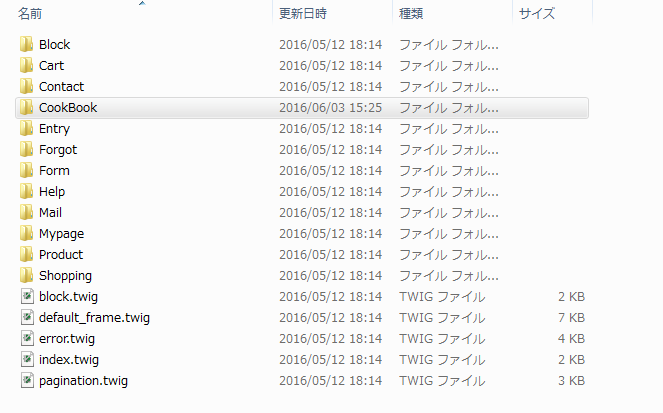 名前 更新日時 種類 サイズ
Block 2016/05/12 18:14 ファイル フォル...
Cart 2016/05/12 18:14 ファイル フォル...
Contact 2016/05/12 18:14 ファイル フォル...
CookBook 2016/06/03 15:25 ファイル フォル...
Entry 2016/05/12 18:14 ファイル フォル...
Forgot 2016/05/12 18:14 ファイル フォル...
Form 2016/05/12 18:14 ファイル フォル...
Help 2016/05/12 18:14 ファイル フォル...
Mail 2016/05/12 18:14 ファイル フォル...
Mypage 2016/05/12 18:14 ファイル フォル...
Product 2016/05/12 18:14 ファイル フォル...
Shopping 2016/05/12 18:14 ファイル フォル...
block.twig 2016/05/12 18:14 TWIG ファイル 2 KB
default_frame.twig 2016/05/12 18:14 TWIG ファイル 7 KB
error.twig 2016/05/12 18:14 TWIG ファイル 4 KB
index.twig 2016/05/12 18:14 TWIG ファイル 2 KB
pagination.twig 2016/05/12 18:14 TWIG ファイル 3 KB